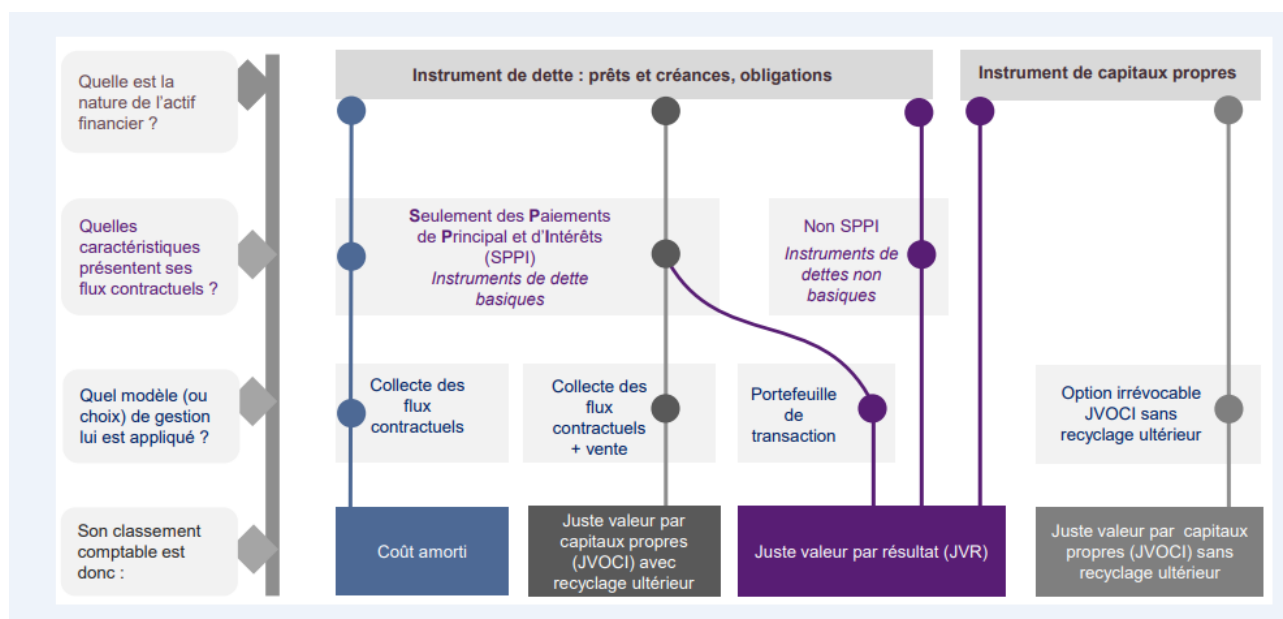 Quelle est la
nature de l'actif
financier ?
Instrument de dette : prêts et créances, obligations
Instrument de capitaux propres
Quelles
caractéristiques
présentent ses
flux contractuels ?
Seulement des Paiements
de Principal et d'Intérêts
(SPPI)
Instruments de dette
basiques
Non SPPI
Instruments de
dettes non
basiques
Quel modèle (ou
choix) de gestion
lui est appliqué ?
Collecte des
flux
contractuels
Collecte des
flux
contractuels
+ vente
Portefeuille
de
transaction
Option irrévocable
JVOCI sans
recyclage ultérieur
Son classement
comptable est
donc :
Coût amorti
Juste valeur par
capitaux propres
(JVOCI) avec
recyclage ultérieur
Juste valeur par résultat (JVR)
Juste valeur par capitaux
propres (JVOCI) sans
recyclage ultérieur